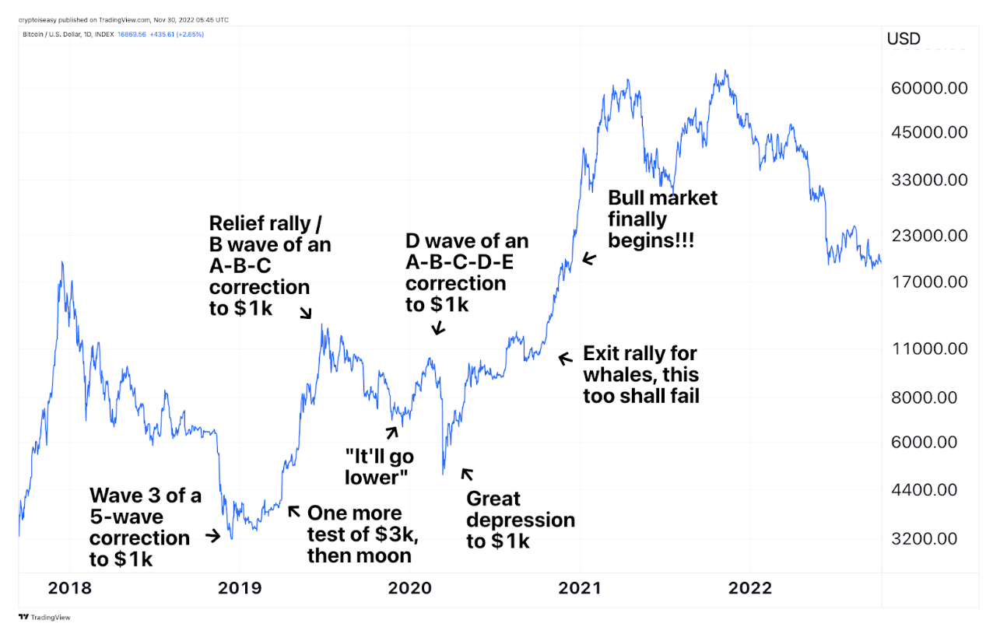 cryptoiseasy published on TradingView.com, Nov 30, 2022 05:45 UTC
Bitcoin / U.S. Dollar, 1D, INDEX 16869.56 +435.61 (+2.65%)
USD
60000.00
45000.00
33000.00
23000.00
17000.00
11000.00
8000.00
6000.00
4400.00
3200.00
Bull market
finally
begins!!!
Relief rally /
B wave of an
A-B-C
correction
to $1k
D wave of an
A-B-C-D-E
correction
to $1k
Exit rally for
whales, this
too shall fail
"It'll go
lower"
Great
depression
to $1k
Wave 3 of a
5-wave
correction
to $1k
One more
test of $3k,
then moon
2018 2019 2020 2021 2022
TradingView